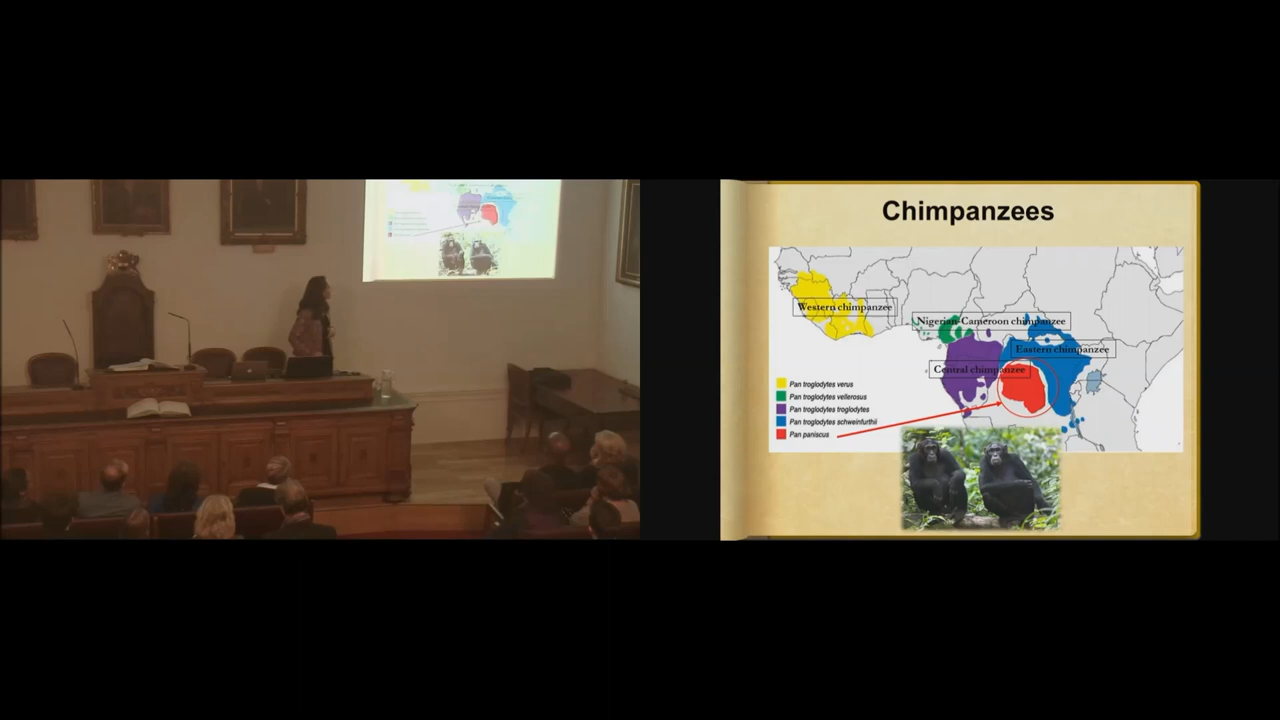 Chimpanzees
Western chimpanzee
Nigerian-Cameroon chimpanzee
Eastern chimpanzee
Central chimpanzee
Pan troglodytes verus
Pan troglodytes vellerosus
Pan troglodytes troglodytes
Pan troglodytes schweinfurthii
Pan paniscus